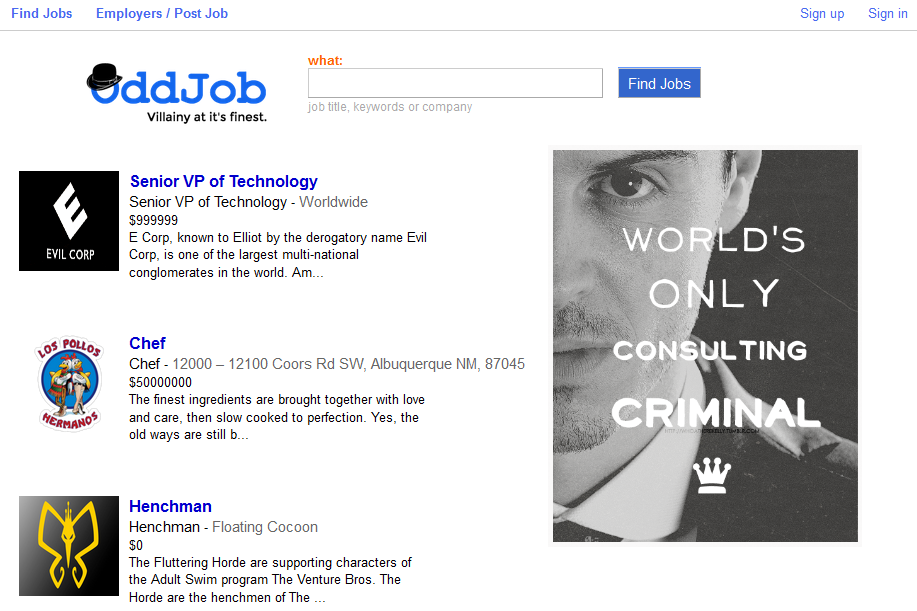 Find Jobs Employers / Post Job Sign up Sign in
OddJob
Villainy at it's finest.
what:
Find Jobs
job title, keywords or company
EVIL CORP
Senior VP of Technology
Senior VP of Technology - Worldwide
$999999
E Corp, known to Elliot by the derogatory name Evil
Corp, is one of the largest multi-national
conglomerates in the world. Am...
LOS POLLOS
HERMANOS
Chef
Chef - 12000 – 12100 Coors Rd SW, Albuquerque NM, 87045
$50000000
The finest ingredients are brought together with love
and care, then slow cooked to perfection. Yes, the
old ways are still b...
Henchman
Henchman - Floating Cocoon
$0
The Fluttering Horde are supporting characters of
the Adult Swim program The Venture Bros. The
Horde are the henchmen of The ...
WORLD'S
ONLY
CONSULTING
CRIMINAL